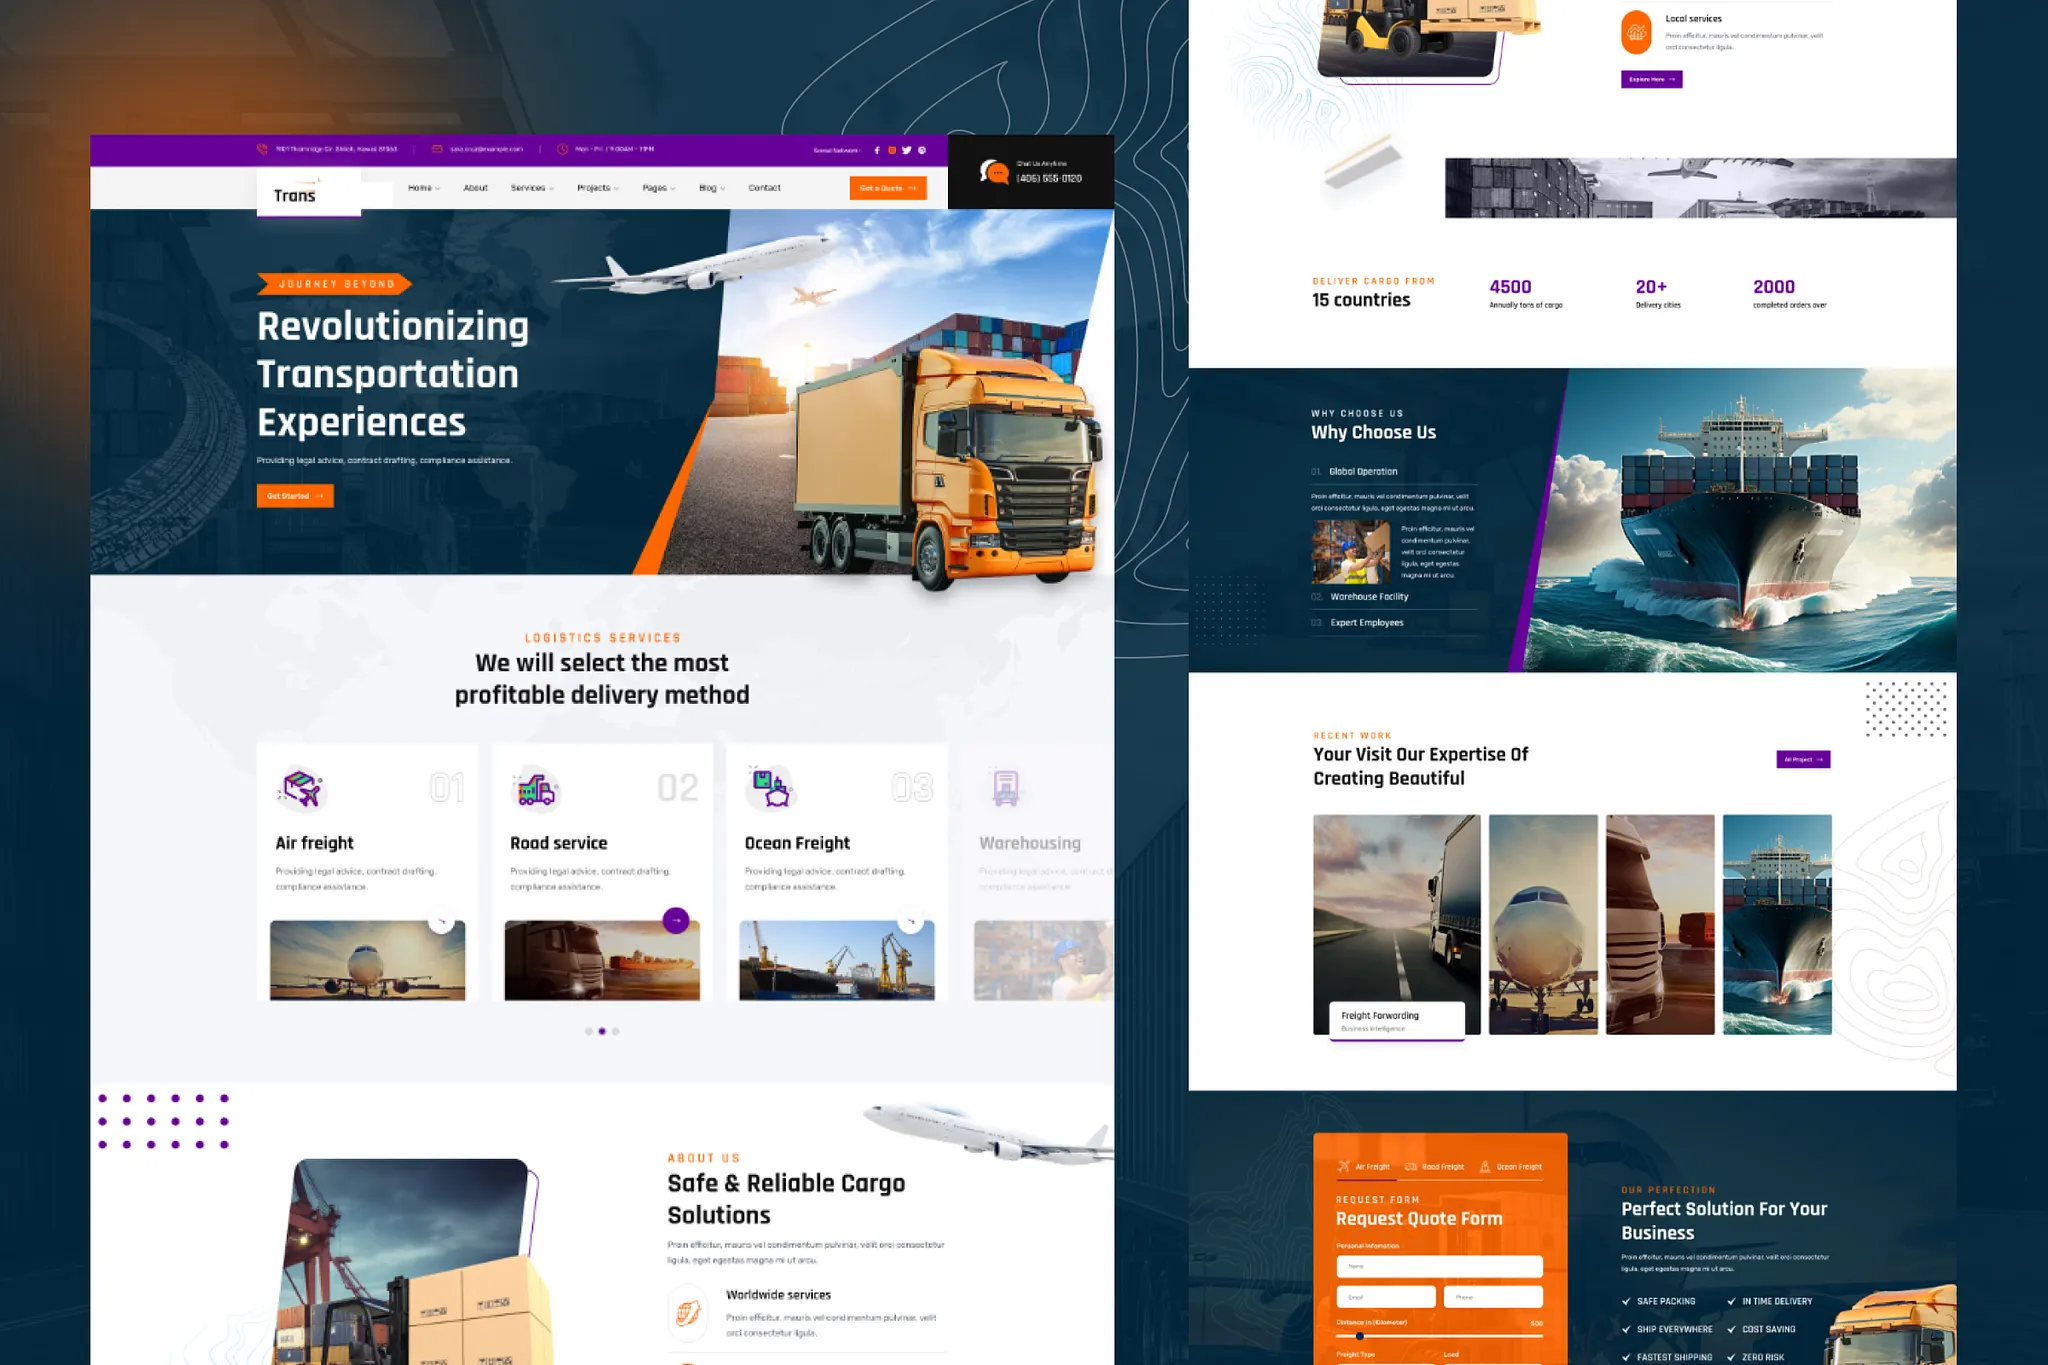 Mon - Fri / 9:00AM - 11PM
Social Network:
Chat Us Anytime
(405) 555-0120
Trans
Home
About
Services
Projects
Pages
Blog
Contact
Get a Quote
JOURNEY BEYOND
Revolutionizing
Transportation
Experiences
Providing legal advice, contract drafting, compliance assistance.
Get Started
LOGISTICS SERVICES
We will select the most
profitable delivery method
01
Air freight
Providing legal advice, contract drafting,
compliance assistance.
02
Road service
Providing legal advice, contract drafting,
compliance assistance.
03
Ocean Freight
Providing legal advice, contract drafting,
compliance assistance.
Warehousing
Providing legal advice, contract d
compliance assistance.
ABOUT US
Safe & Reliable Cargo
Solutions
Proin efficitur, mauris vel condimentum pulvinar, velit orci consectetur
ligula, eget egestas magna mi ut arcu.
Worldwide services
Proin efficitur, mauris vel condimentum pulvinar, velit
orci consectetur ligula.
Local services
Proin efficitur, mauris vel condimentum pulvinar, velit
orci consectetur ligula.
Explore More
DELIVER CARGO FROM
15 countries
4500
Annually tons of cargo
20+
Delivery cities
2000
completed orders over
WHY CHOOSE US
Why Choose Us
01. Global Operation
Proin efficitur, mauris vel condimentum pulvinar, velit
orci consectetur ligula, eget egestas magna mi ut arcu.
Proin efficitur, mauris vel
condimentum pulvinar,
velit orci consectetur
ligula, eget egestas
magna mi ut arcu.
02. Warehouse Facility
03. Expert Employees
RECENT WORK
Your Visit Our Expertise Of
Creating Beautiful
All Project
Freight Forwarding
Business Intelligence
Air Freight
Road Freight
Ocean Freight
REQUEST FORM
Request Quote Form
Personal Information
Name
Email
Phone
Distance In (Kilometer)
500
Freight Type
Load
OUR PERFECTION
Perfect Solution For Your
Business
Proin efficitur, mauris vel condimentum pulvinar, velit orci consectetur
ligula, eget egestas magna mi ut arcu.
SAFE PACKING
IN TIME DELIVERY
SHIP EVERYWHERE
COST SAVING
FASTEST SHIPPING
ZERO RISK